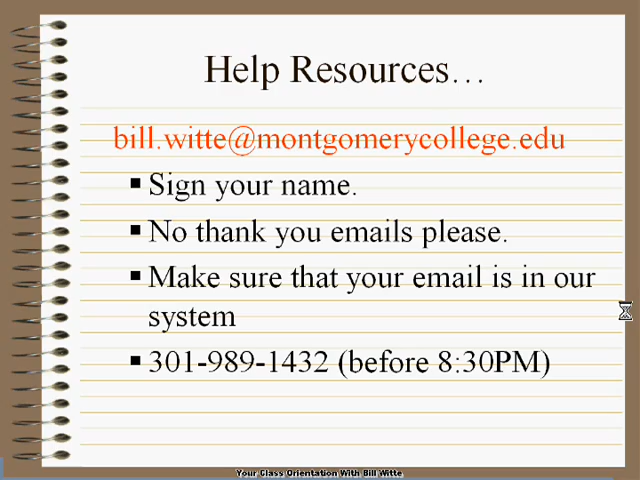 Help Resources…
bill.witte@montgomerycollege.edu
▪ Sign your name.
▪ No thank you emails please.
▪ Make sure that your email is in our
system
▪ 301-989-1432 (before 8:30PM)
Your Class Orientation With Bill Witte